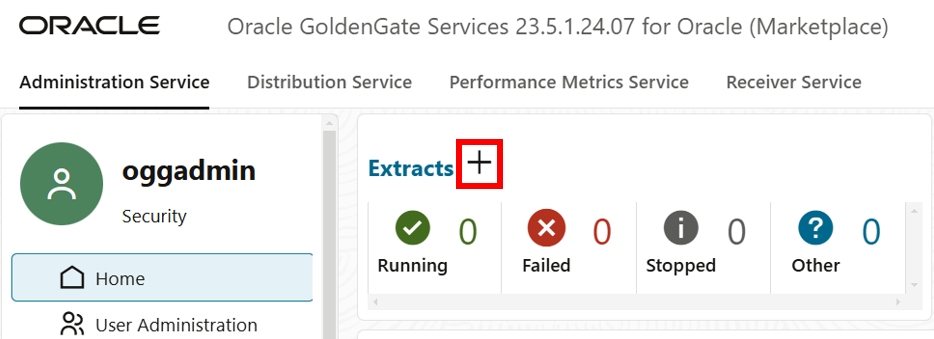 ORACLE Oracle GoldenGate Services 23.5.1.24.07 for Oracle (Marketplace)
Administration Service Distribution Service Performance Metrics Service Receiver Service
oggadmin
Security
Home
User Administration
Extracts +
0 0 0 0
Running Failed Stopped Other